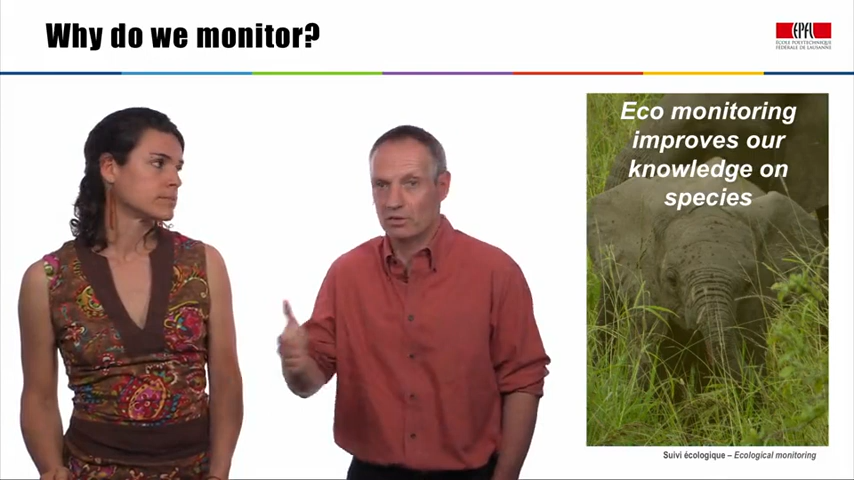 Why do we monitor?
EPFL
ÉCOLE POLYTECHNIQUE
FÉDÉRALE DE LAUSANNE
Eco monitoring
improves our
knowledge on
species
Suivi écologique – Ecological monitoring